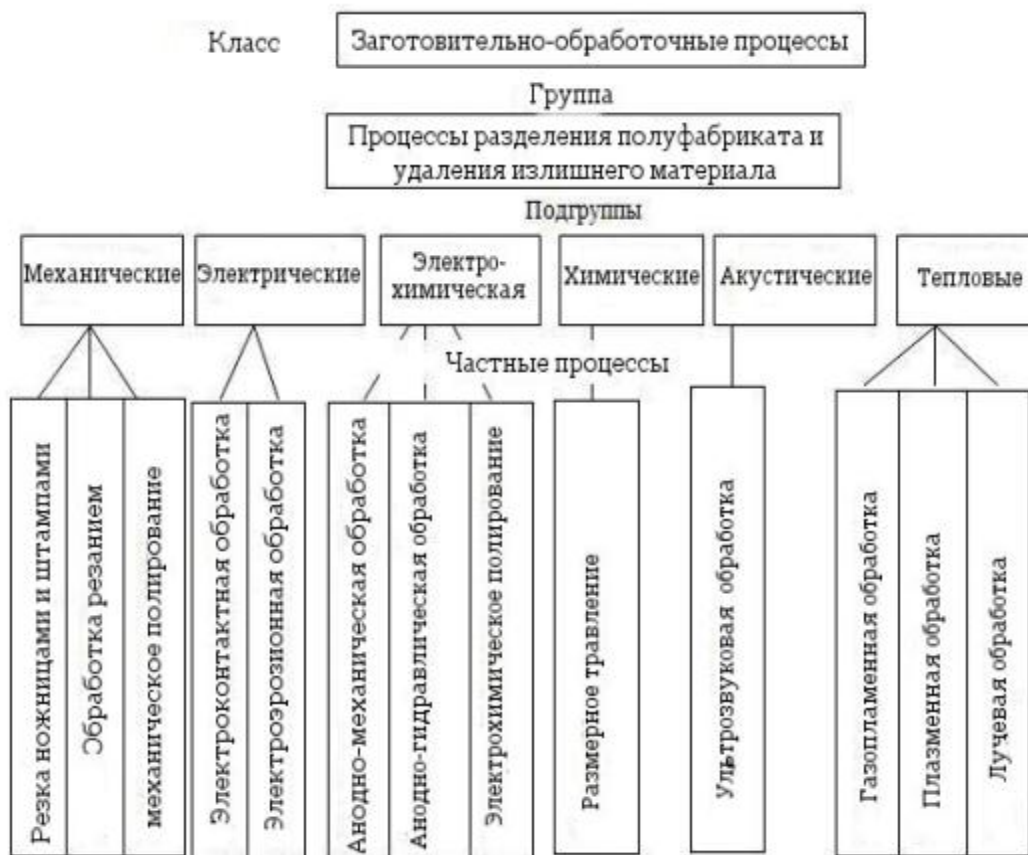 Класс
Заготовительно-обработочные процессы
Группа
Процессы разделения полуфабриката и
удаления излишнего материала
Подгруппы
Механические
Электрические
Электро-
химическая
Химические
Акустические
Тепловые
Частные процессы
Резка ножницами и штампами
Обработка резанием
механическое полирование
Электроконтактная обработка
Электроэрозионная обработка
Анодно-механическая обработка
Анодно-гидравлическая обработка
Электрохимическое полирование
Размерное травление
Ультрозвуковая обработка
Газопламенная обработка
Плазменная обработка
Лучевая обработка